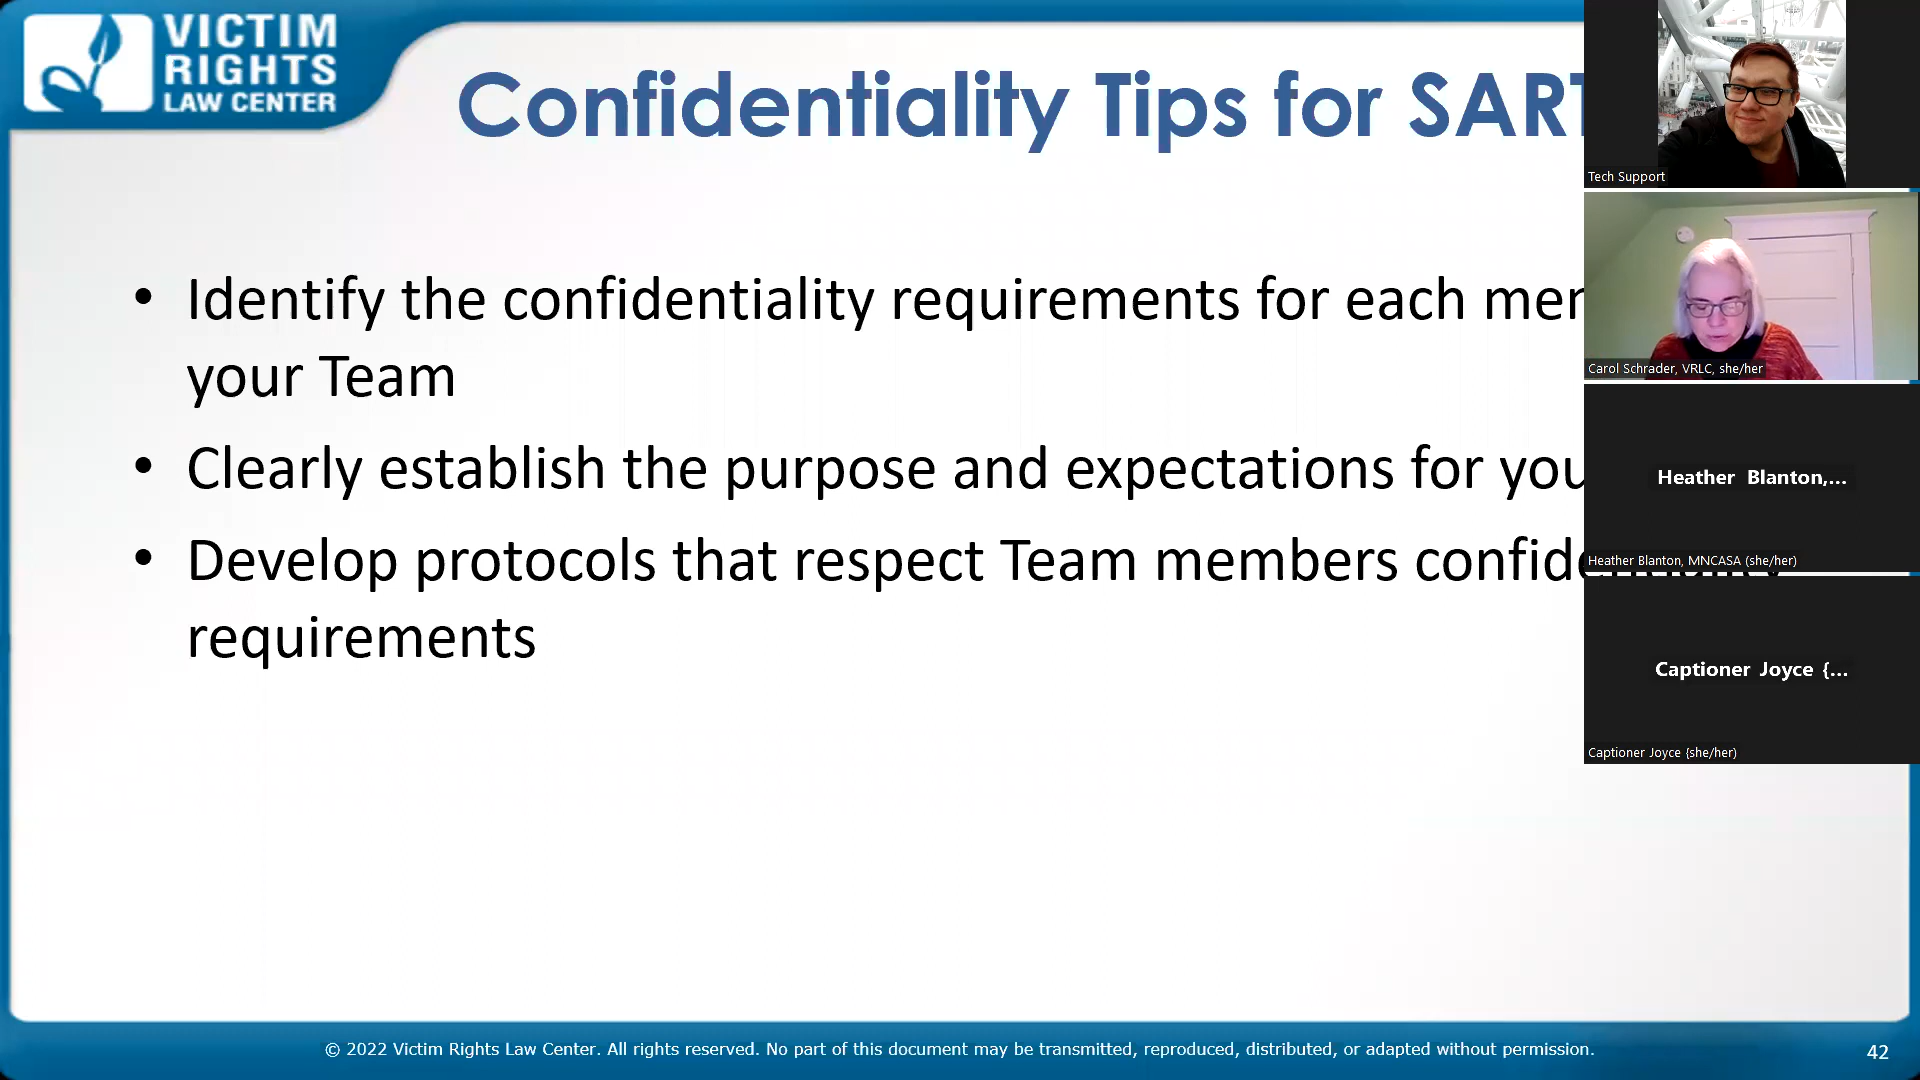 VICTIM
RIGHTS
LAW CENTER
Confidentiality Tips for SART
• Identify the confidentiality requirements for each mem
your Team
• Clearly establish the purpose and expectations for you
• Develop protocols that respect Team members confidentiality
requirements
Tech Support
Carol Schrader, VRLC, she/her
Heather Blanton,...
Heather Blanton, MNCASA (she/her)
Captioner Joyce {...
Captioner Joyce {she/her)
© 2022 Victim Rights Law Center. All rights reserved. No part of this document may be transmitted, reproduced, distributed, or adapted without permission.
42